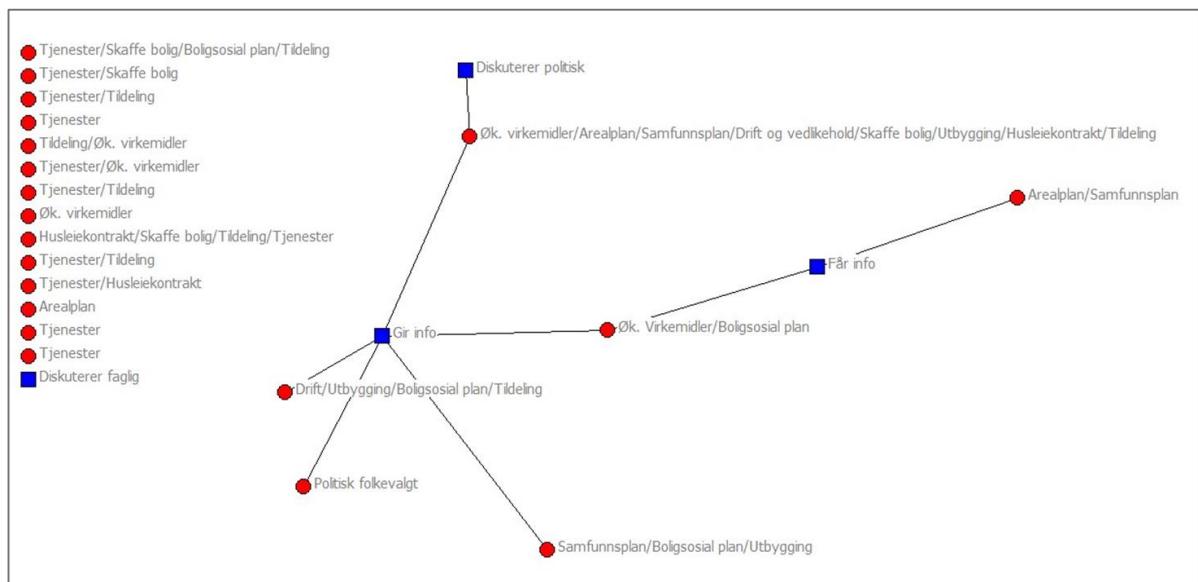 Tjenester/Skaffe bolig/Boligsosial plan/Tildeling
Tjenester/Skaffe bolig
Tjenester/Tildeling
Tjenester
Tildeling/Øk. virkemidler
Tjenester/Øk. virkemidler
Tjenester/Tildeling
Øk. virkemidler
Husleiekontrakt/Skaffe bolig/Tildeling/Tjenester
Tjenester/Tildeling
Tjenester/Husleiekontrakt
Arealplan
Tjenester
Tjenester
Diskuterer faglig
Diskuterer politisk
Øk. virkemidler/Arealplan/Samfunnsplan/Drift og vedlikehold/Skaffe bolig/Utbygging/Husleiekontrakt/Tildeling
Arealplan/Samfunnsplan
Får info
Øk. Virkemidler/Boligsosial plan
Gir info
Drift/Utbygging/Boligsosial plan/Tildeling
Politisk folkevalgt
Samfunnsplan/Boligsosial plan/Utbygging